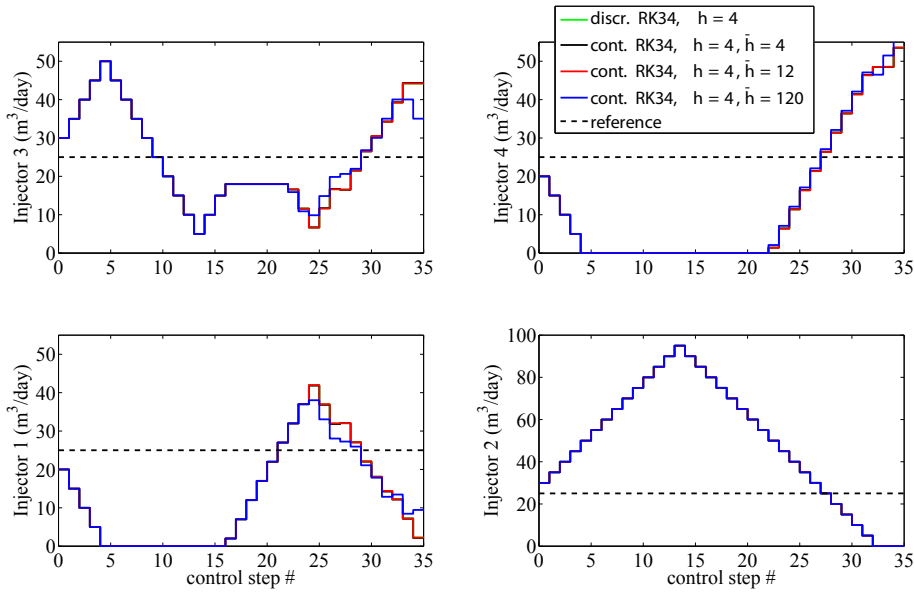 discr. RK34, h = 4
cont. RK34, h = 4 , h̄ = 4
cont. RK34, h = 4 , h̄ = 12
cont. RK34, h = 4 , h̄ = 120
reference
Injector 3 (m³/day)
50
40
30
20
10
0
0 5 10 15 20 25 30 35
Injector 4 (m³/day)
50
40
30
20
10
0
0 5 10 15 20 25 30 35
Injector 1 (m³/day)
50
40
30
20
10
0
0 5 10 15 20 25 30 35
control step #
Injector 2 (m³/day)
100
80
60
40
20
0
0 5 10 15 20 25 30 35
control step #